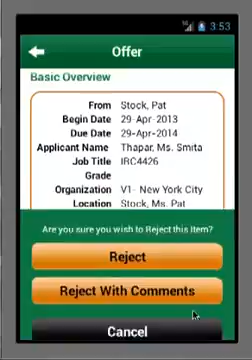 3:53
Offer
Basic Overview
From Stock, Pat
Begin Date 29-Apr-2013
Due Date 29-Apr-2014
Applicant Name Thapar, Ms. Smita
Job Title IRC4426
Grade
Organization V1- New York City
Location Stock, Ms. Pat
Are you sure you wish to Reject this Item?
Reject
Reject With Comments
Cancel